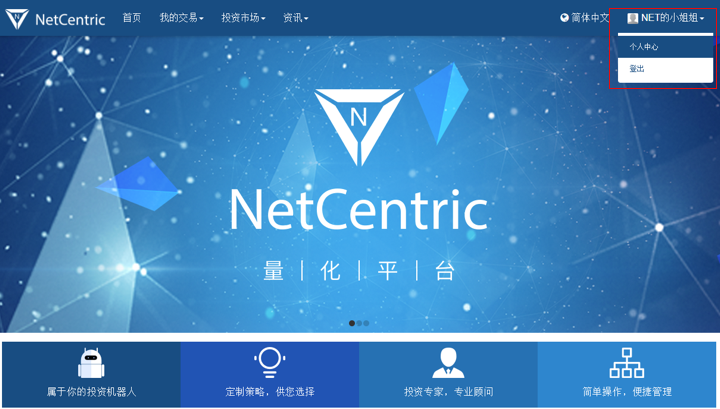 NetCentric 首页 我的交易 投资市场 资讯 简体中文 NET的小姐姐
个人中心
登出
N
NetCentric
量｜化｜平｜台
属于你的投资机器人 定制策略，供您选择 投资专家，专业顾问 简单操作，便捷管理